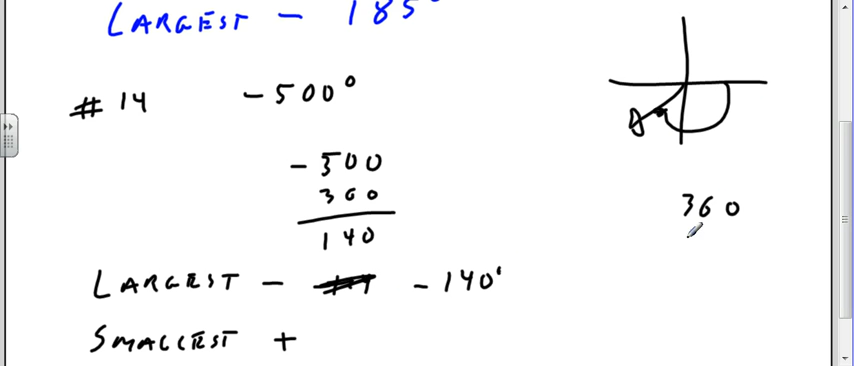 LARGEST - 185°
#14 -500°
-500
360
140
360
LARGEST - -140°
SMALLEST +